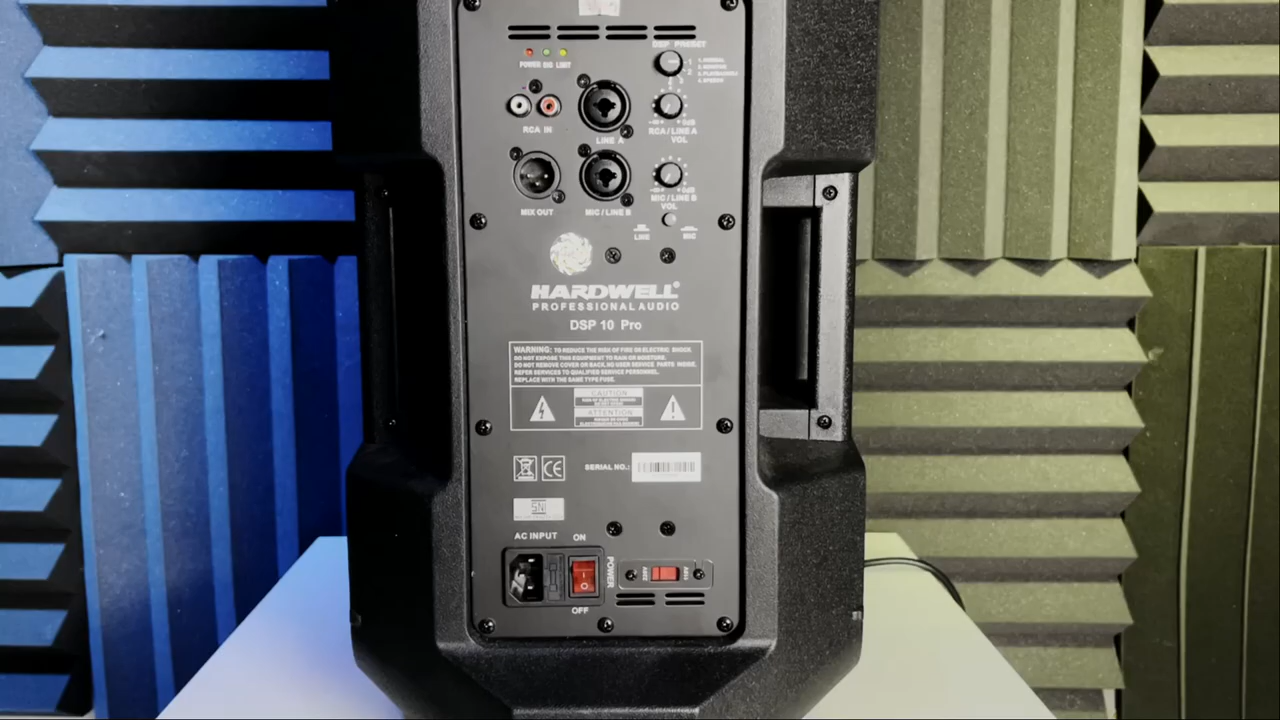 DSP PRESET
1
2
3
POWER SIG LIMIT
RCA IN
LINE A
RCA / LINE A
VOL
MIX OUT
MIC / LINE B
MIC / LINE B
VOL
LINE
MIC
HARDWELL®
PROFESSIONAL AUDIO
DSP 10 Pro
WARNING: TO REDUCE THE RISK OF FIRE OR ELECTRIC SHOCK.
DO NOT EXPOSE THIS EQUIPMENT TO RAIN OR MOISTURE.
DO NOT REMOVE COVER OR BACK, NO USER SERVICE PARTS INSIDE.
REFER SERVICES TO QUALIFIED SERVICE PERSONNEL.
REPLACE WITH THE SAME TYPE FUSE.
CAUTION
ATTENTION
CE
SERIAL NO.:
SNI
AC INPUT
ON
POWER
OFF